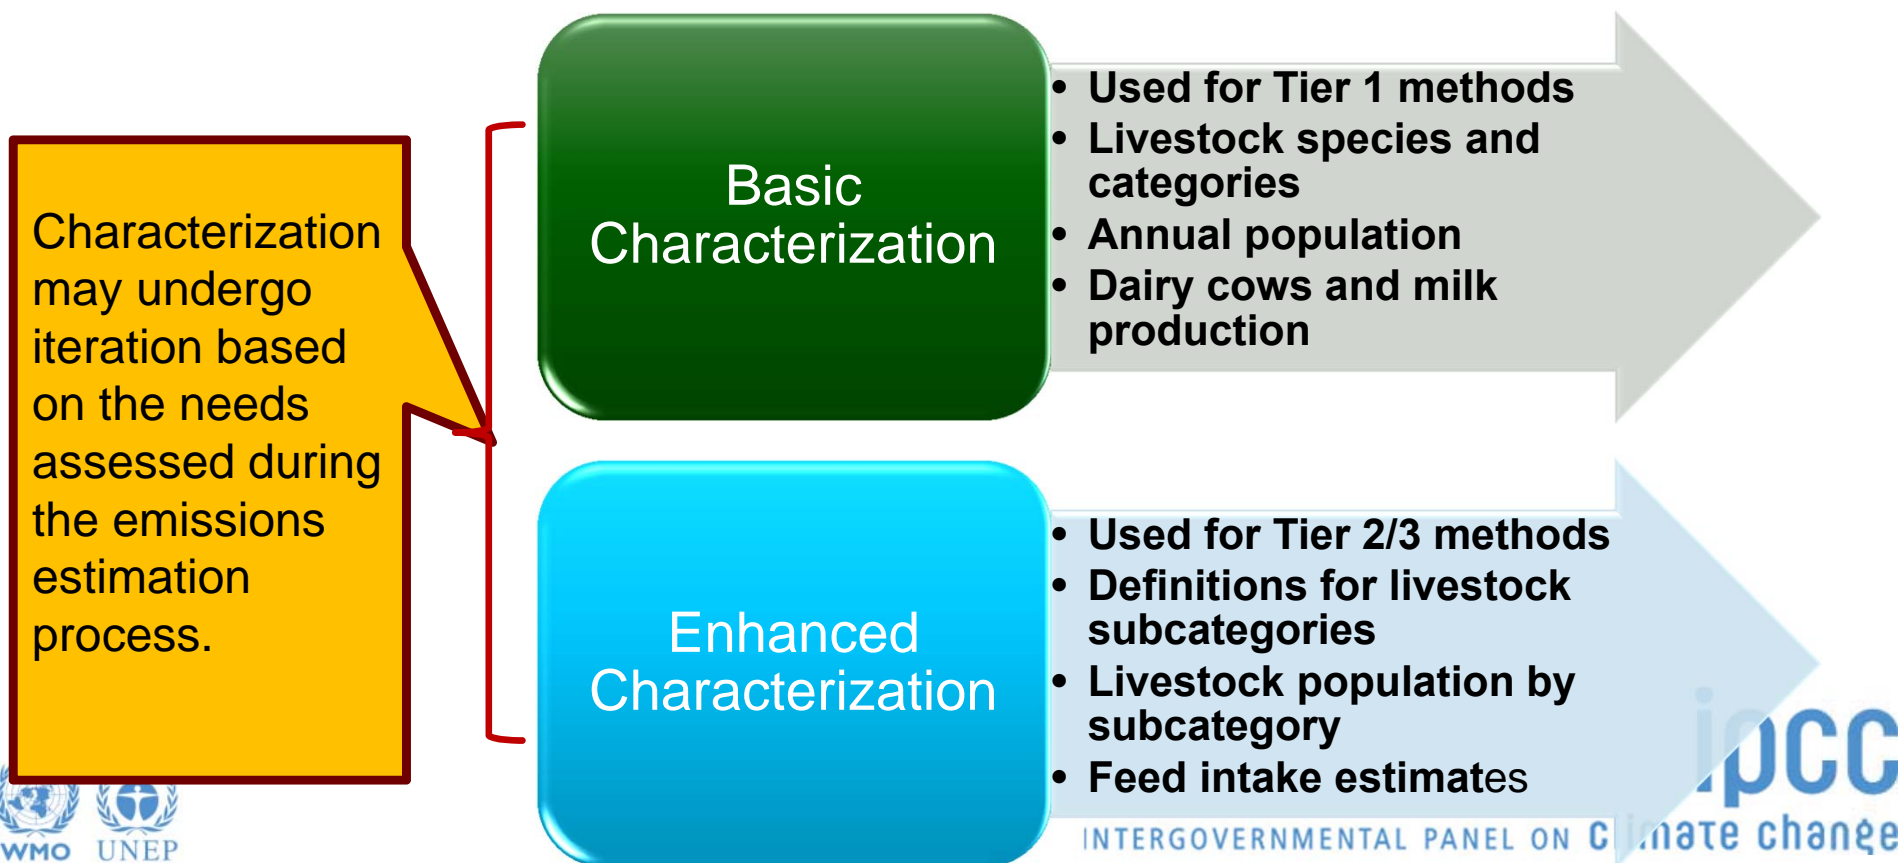 Characterization
may undergo
iteration based
on the needs
assessed during
the emissions
estimation
process.
Basic
Characterization
• Used for Tier 1 methods
• Livestock species and
categories
• Annual population
• Dairy cows and milk
production
Enhanced
Characterization
• Used for Tier 2/3 methods
• Definitions for livestock
subcategories
• Livestock population by
subcategory
• Feed intake estimates
WMO UNEP
ipcc
INTERGOVERNMENTAL PANEL ON climate change